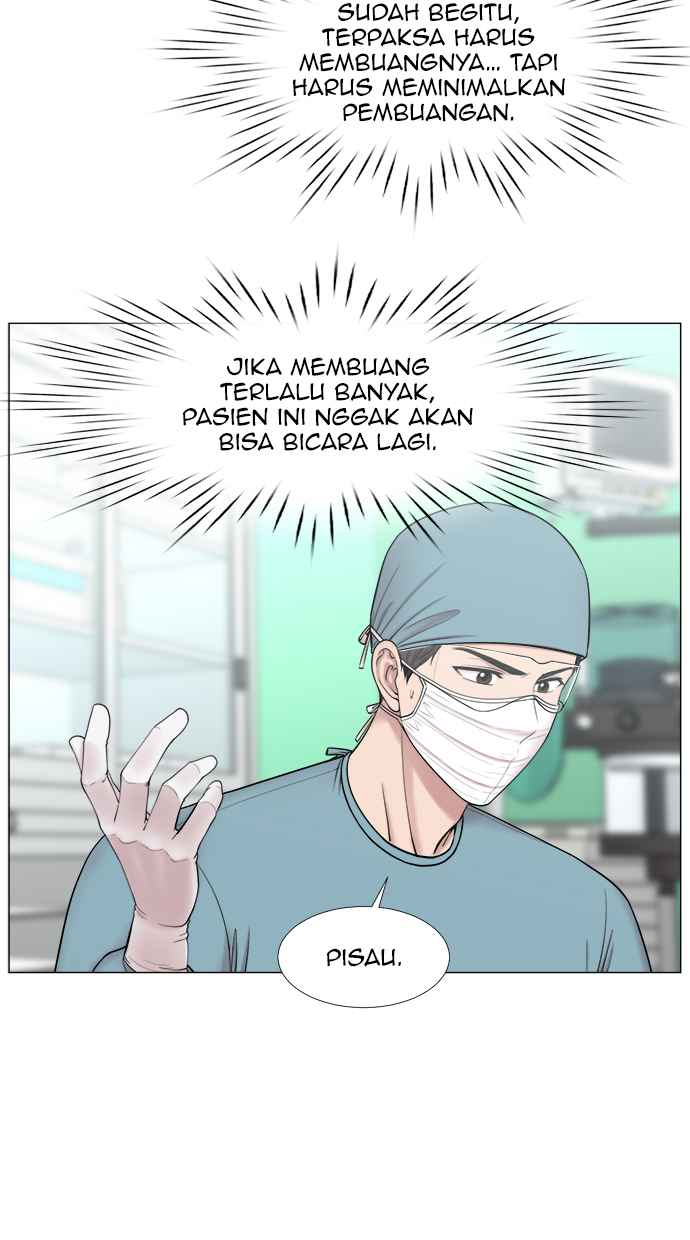 SUDAH BEGITU,
TERPAKSA HARUS
MEMBUANGNYA... TAPI
HARUS MEMINIMALKAN
PEMBUANGAN.
JIKA MEMBUANG
TERLALU BANYAK,
PASIEN INI NGGAK AKAN
BISA BICARA LAGI.
PISAU.